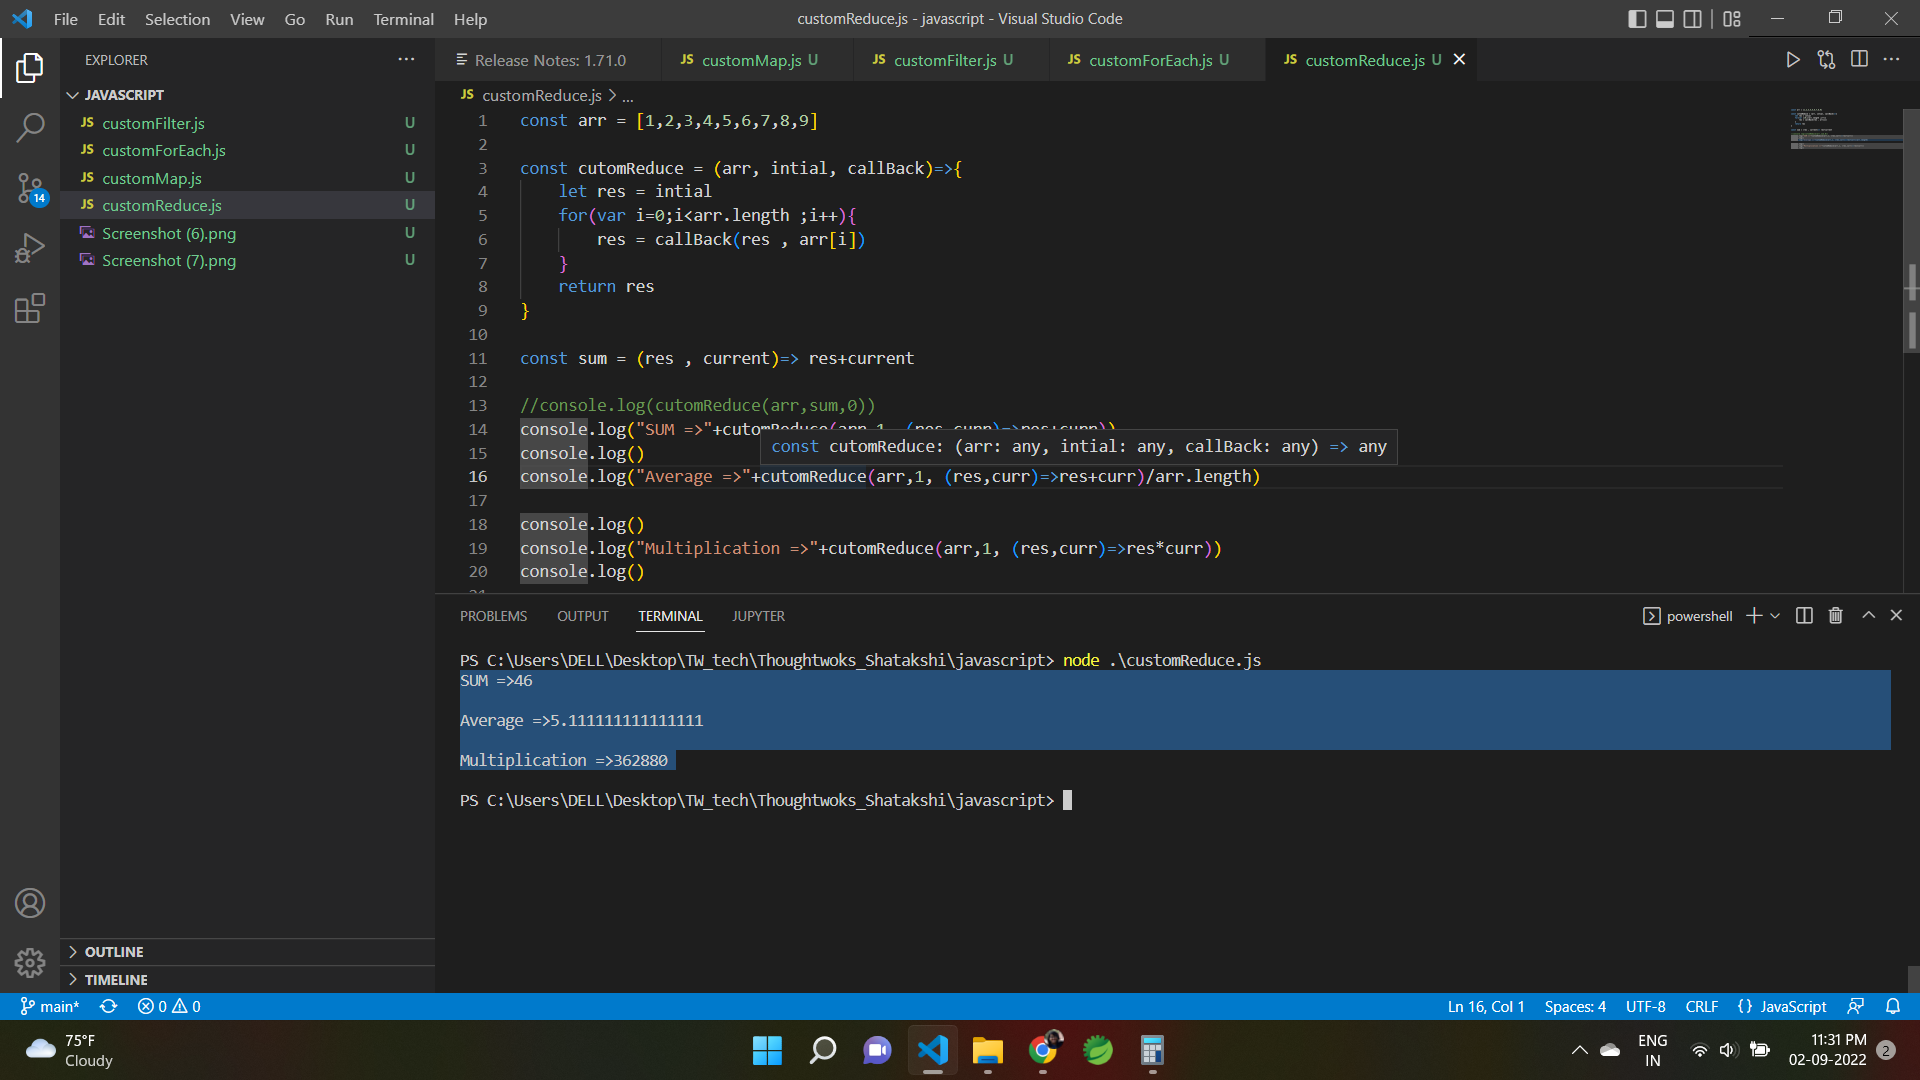 File Edit Selection View Go Run Terminal Help
customReduce.js - javascript - Visual Studio Code
EXPLORER
JAVASCRIPT
JS customFilter.js U
JS customForEach.js U
JS customMap.js U
JS customReduce.js U
Screenshot (6).png U
Screenshot (7).png U
14
OUTLINE
TIMELINE
Release Notes: 1.71.0
JS customMap.js U
JS customFilter.js U
JS customForEach.js U
JS customReduce.js U
JS customReduce.js > ...
1 const arr = [1,2,3,4,5,6,7,8,9]
2
3 const cutomReduce = (arr, intial, callBack)=>{
4 let res = intial
5 for(var i=0;i<arr.length ;i++){
6 res = callBack(res , arr[i])
7 }
8 return res
9 }
10
11 const sum = (res , current)=> res+current
12
13 //console.log(cutomReduce(arr,sum,0))
14 console.log("SUM =>"+cutomReduce(arr,1, (res,curr)=>res+curr))
const cutomReduce: (arr: any, intial: any, callBack: any) => any
15 console.log()
16 console.log("Average =>"+cutomReduce(arr,1, (res,curr)=>res+curr)/arr.length)
17
18 console.log()
19 console.log("Multiplication =>"+cutomReduce(arr,1, (res,curr)=>res*curr))
20 console.log()
PROBLEMS OUTPUT TERMINAL JUPYTER
powershell
PS C:\Users\DELL\Desktop\TW_tech\Thoughtwoks_Shatakshi\javascript> node .\customReduce.js
SUM =>46
Average =>5.111111111111111
Multiplication =>362880
PS C:\Users\DELL\Desktop\TW_tech\Thoughtwoks_Shatakshi\javascript>
main* 0 0
Ln 16, Col 1 Spaces: 4 UTF-8 CRLF {} JavaScript
75°F
Cloudy
ENG
IN
11:31 PM
02-09-2022
2